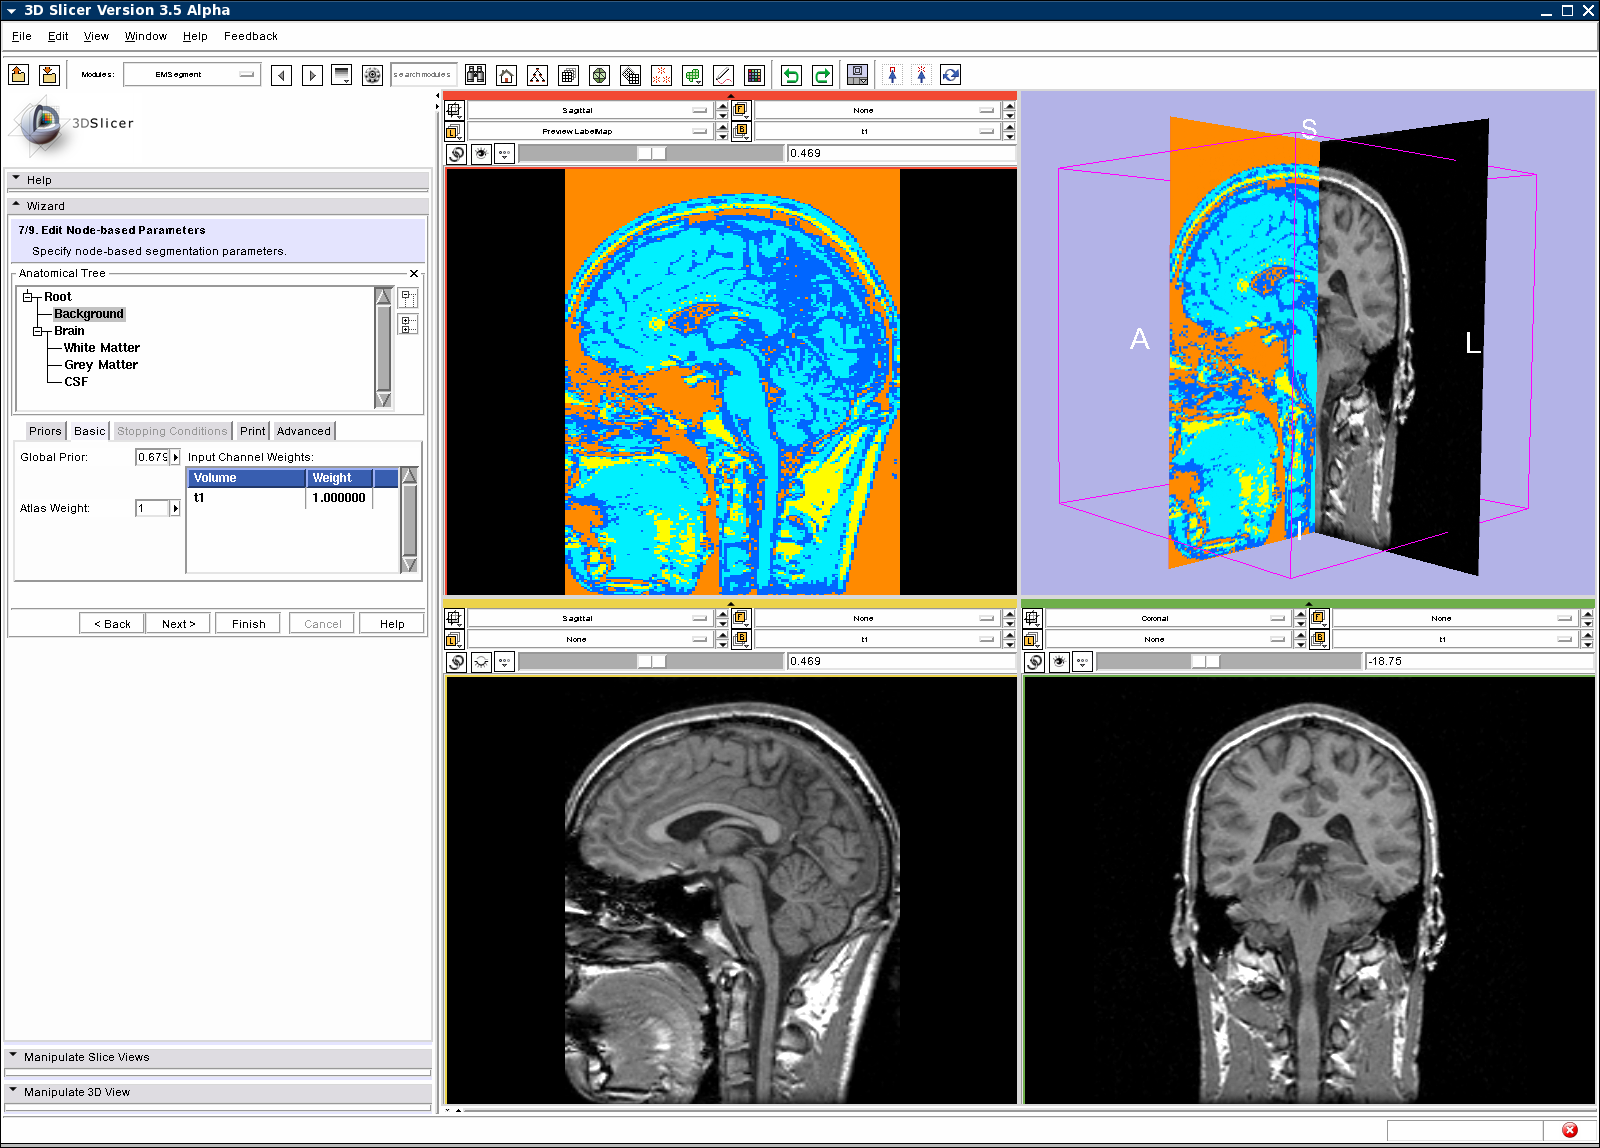 3D Slicer Version 3.5 Alpha
File Edit View Window Help Feedback
Modules: EMSegment search modules
3DSlicer
Help
Wizard
7/9. Edit Node-based Parameters
Specify node-based segmentation parameters.
Anatomical Tree
Root
Background
Brain
White Matter
Grey Matter
CSF
Priors Basic Stopping Conditions Print Advanced
Global Prior: 0.679 Input Channel Weights:
Volume Weight
t1 1.000000
Atlas Weight: 1
< Back Next > Finish Cancel Help
Manipulate Slice Views
Manipulate 3D View
Sagittal F None
L Preview LabelMap B t1
0.469
S
A
L
I
Sagittal F None
L None B t1
0.469
Coronal F None
L None B t1
-18.75